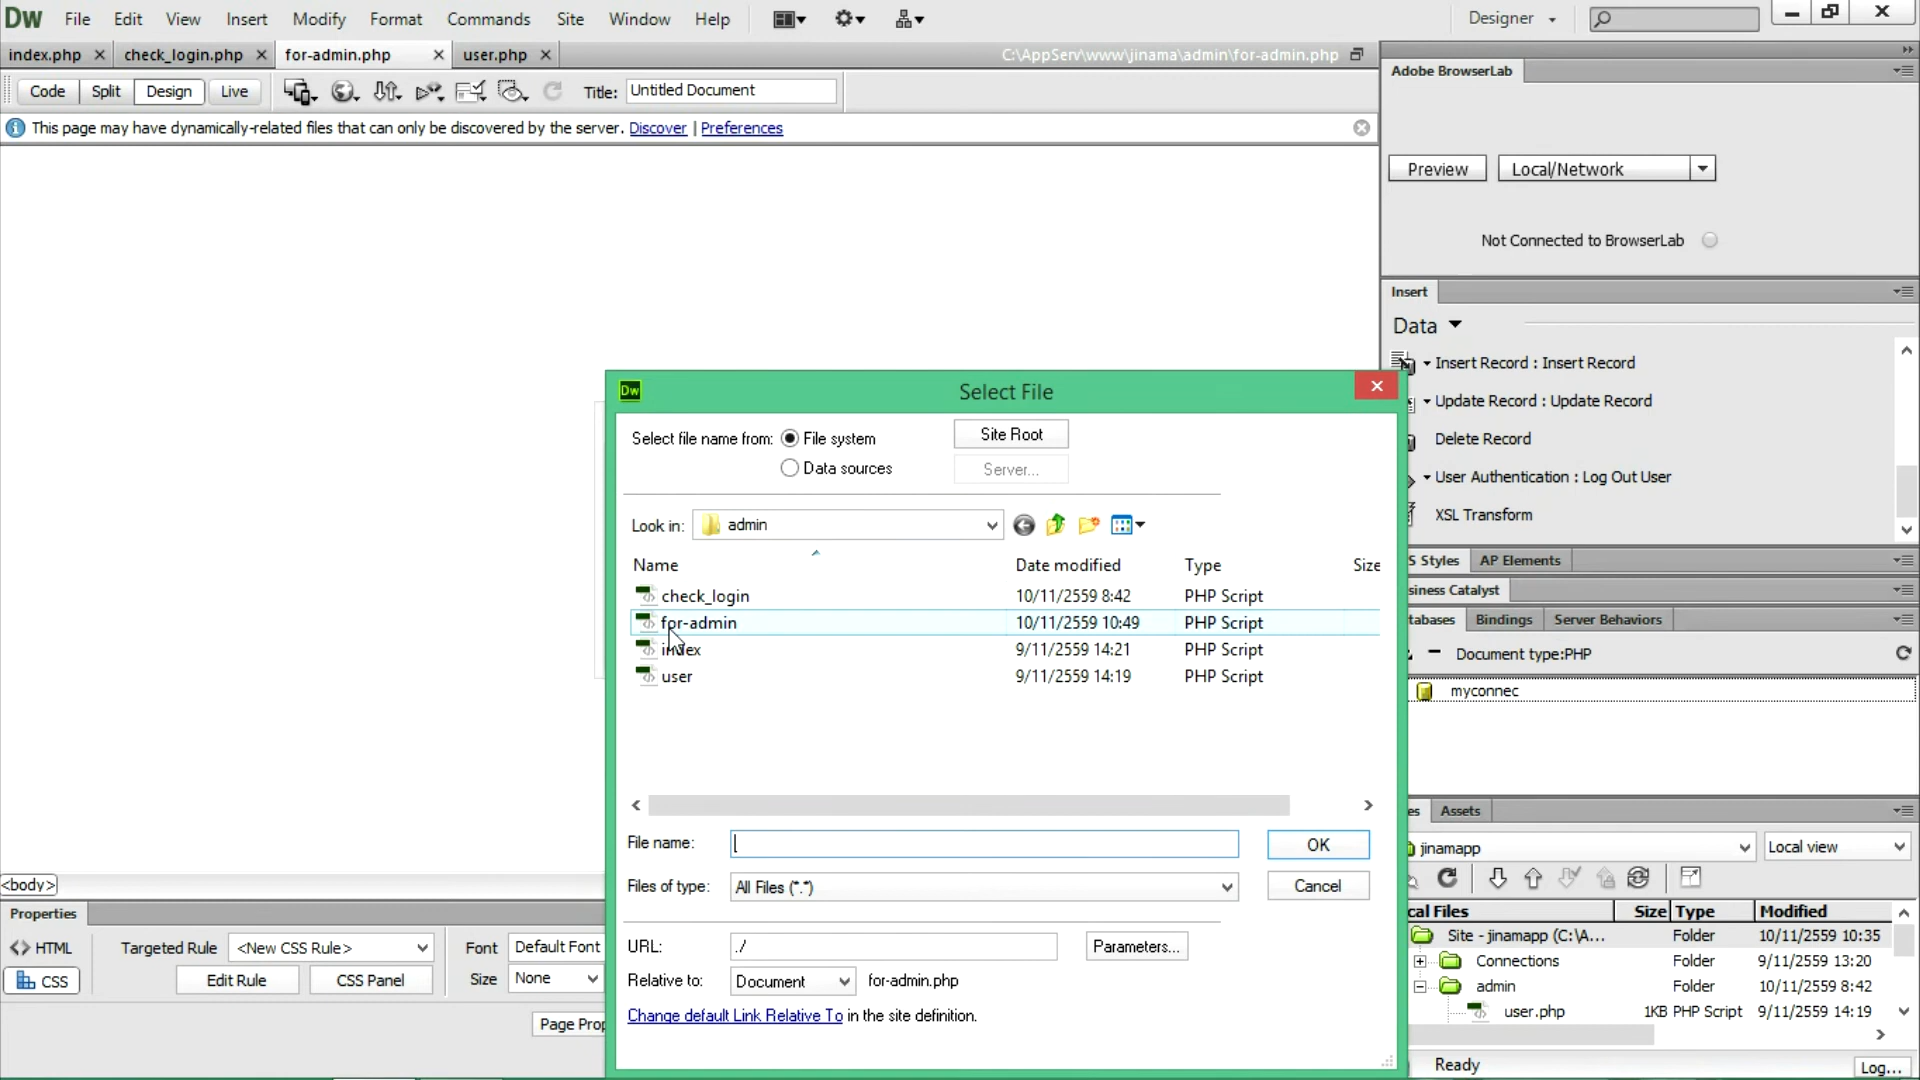 Dw File Edit View Insert Modify Format Commands Site Window Help Designer
index.php check_login.php for-admin.php user.php C:\AppServ\www\jinama\admin\for-admin.php
Adobe BrowserLab
Code Split Design Live Title: Untitled Document
This page may have dynamically-related files that can only be discovered by the server. Discover | Preferences
Preview Local/Network
Not Connected to BrowserLab
Insert
Data
Insert Record : Insert Record
Update Record : Update Record
Delete Record
User Authentication : Log Out User
XSL Transform
S Styles AP Elements
siness Catalyst
tabases Bindings Server Behaviors
Document type:PHP
myconnec
Dw Select File
Select file name from: File system Site Root
Data sources Server...
Look in: admin
Name Date modified Type Size
check_login 10/11/2559 8:42 PHP Script
for-admin 10/11/2559 10:49 PHP Script
index 9/11/2559 14:21 PHP Script
user 9/11/2559 14:19 PHP Script
File name: OK
Files of type: All Files (*.*) Cancel
URL: ./ Parameters...
Relative to: Document for-admin.php
Change default Link Relative To in the site definition.
es Assets
jinamapp Local view
cal Files Size Type Modified
Site - jinamapp (C:\A... Folder 10/11/2559 10:35
Connections Folder 9/11/2559 13:20
admin Folder 10/11/2559 8:42
user.php 1KB PHP Script 9/11/2559 14:19
Ready Log...
<body>
Properties
<> HTML Targeted Rule <New CSS Rule> Font Default Font
CSS Edit Rule CSS Panel Size None
Page Prop